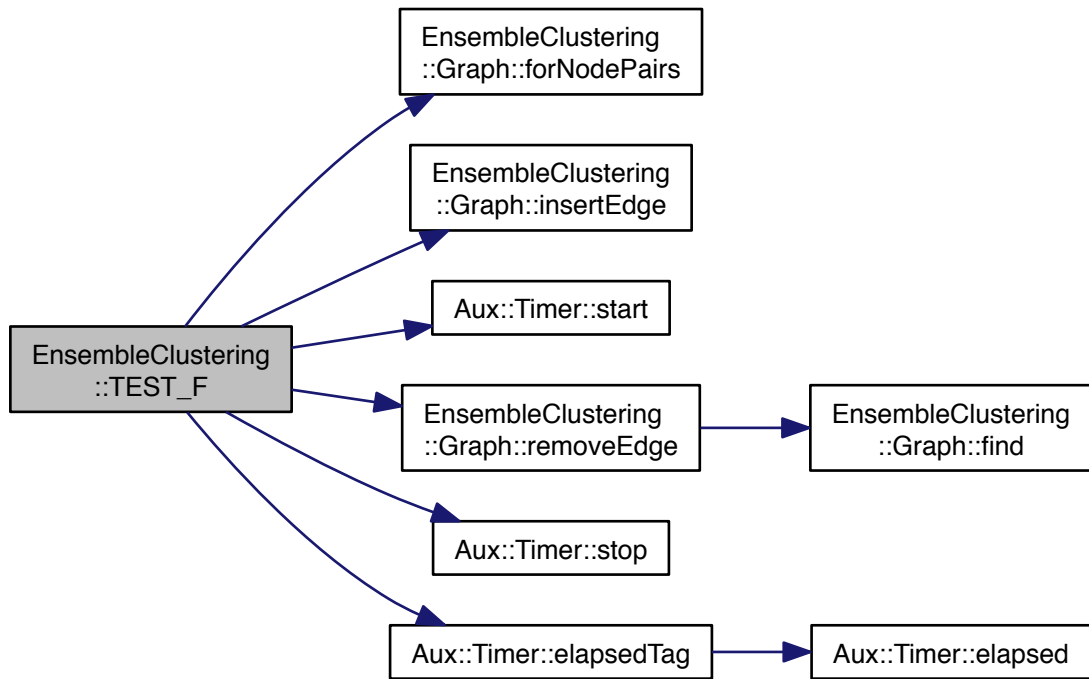 EnsembleClustering
::Graph::forNodePairs
EnsembleClustering
::Graph::insertEdge
Aux::Timer::start
EnsembleClustering
::TEST_F
EnsembleClustering
::Graph::removeEdge
EnsembleClustering
::Graph::find
Aux::Timer::stop
Aux::Timer::elapsedTag
Aux::Timer::elapsed